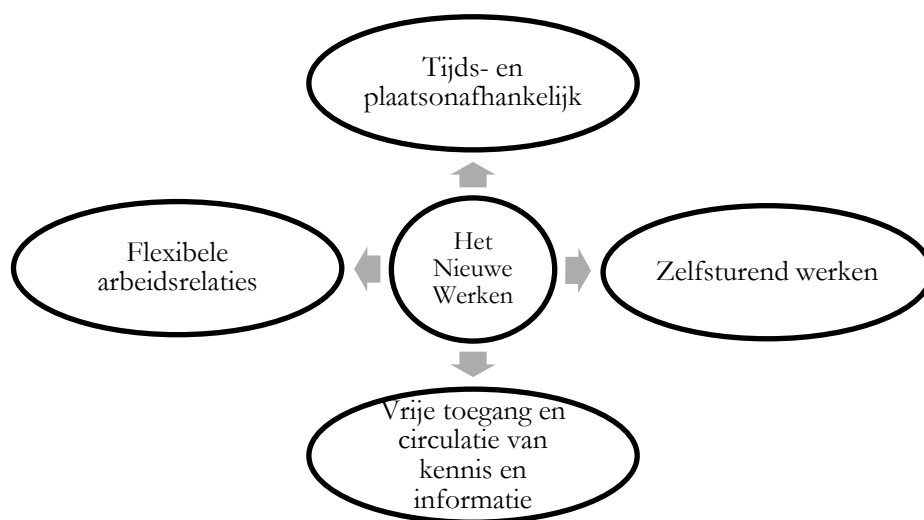 Tijds- en
plaatsonafhankelijk
Flexibele
arbeidsrelaties
Het
Nieuwe
Werken
Zelfsturend werken
Vrije toegang en
circulatie van
kennis en
informatie